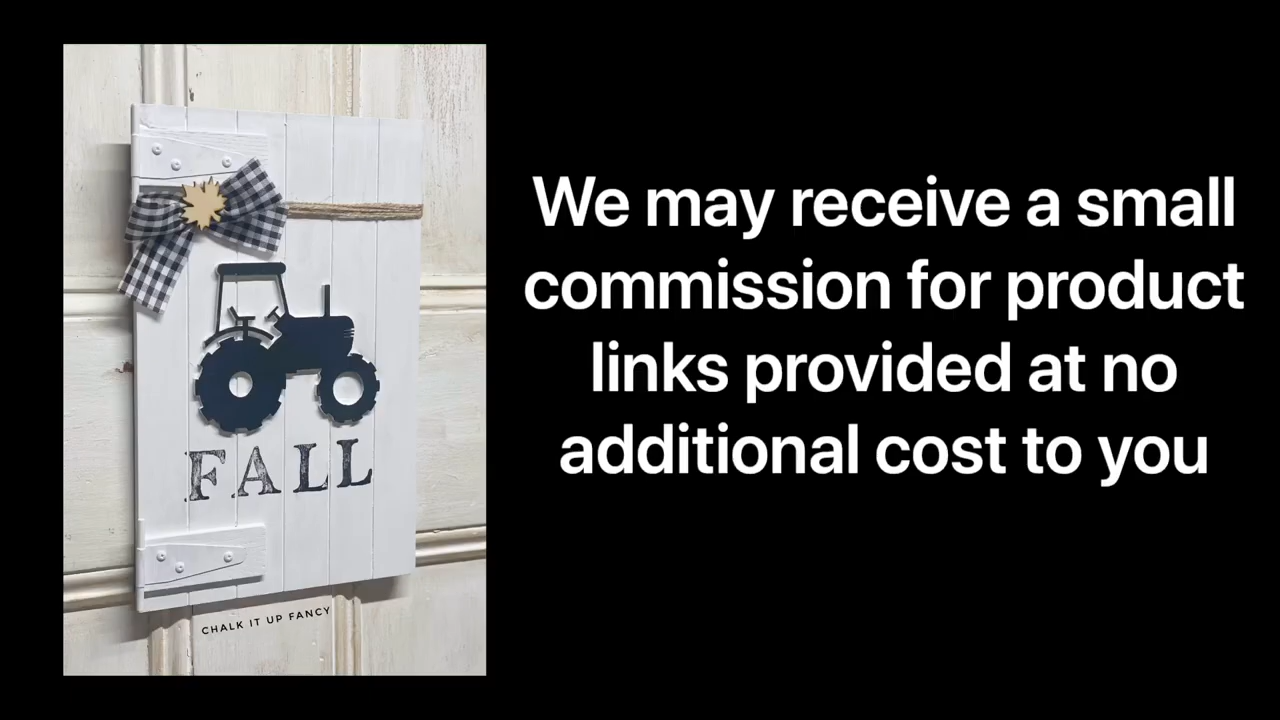 FALL
CHALK IT UP FANCY
We may receive a small
commission for product
links provided at no
additional cost to you